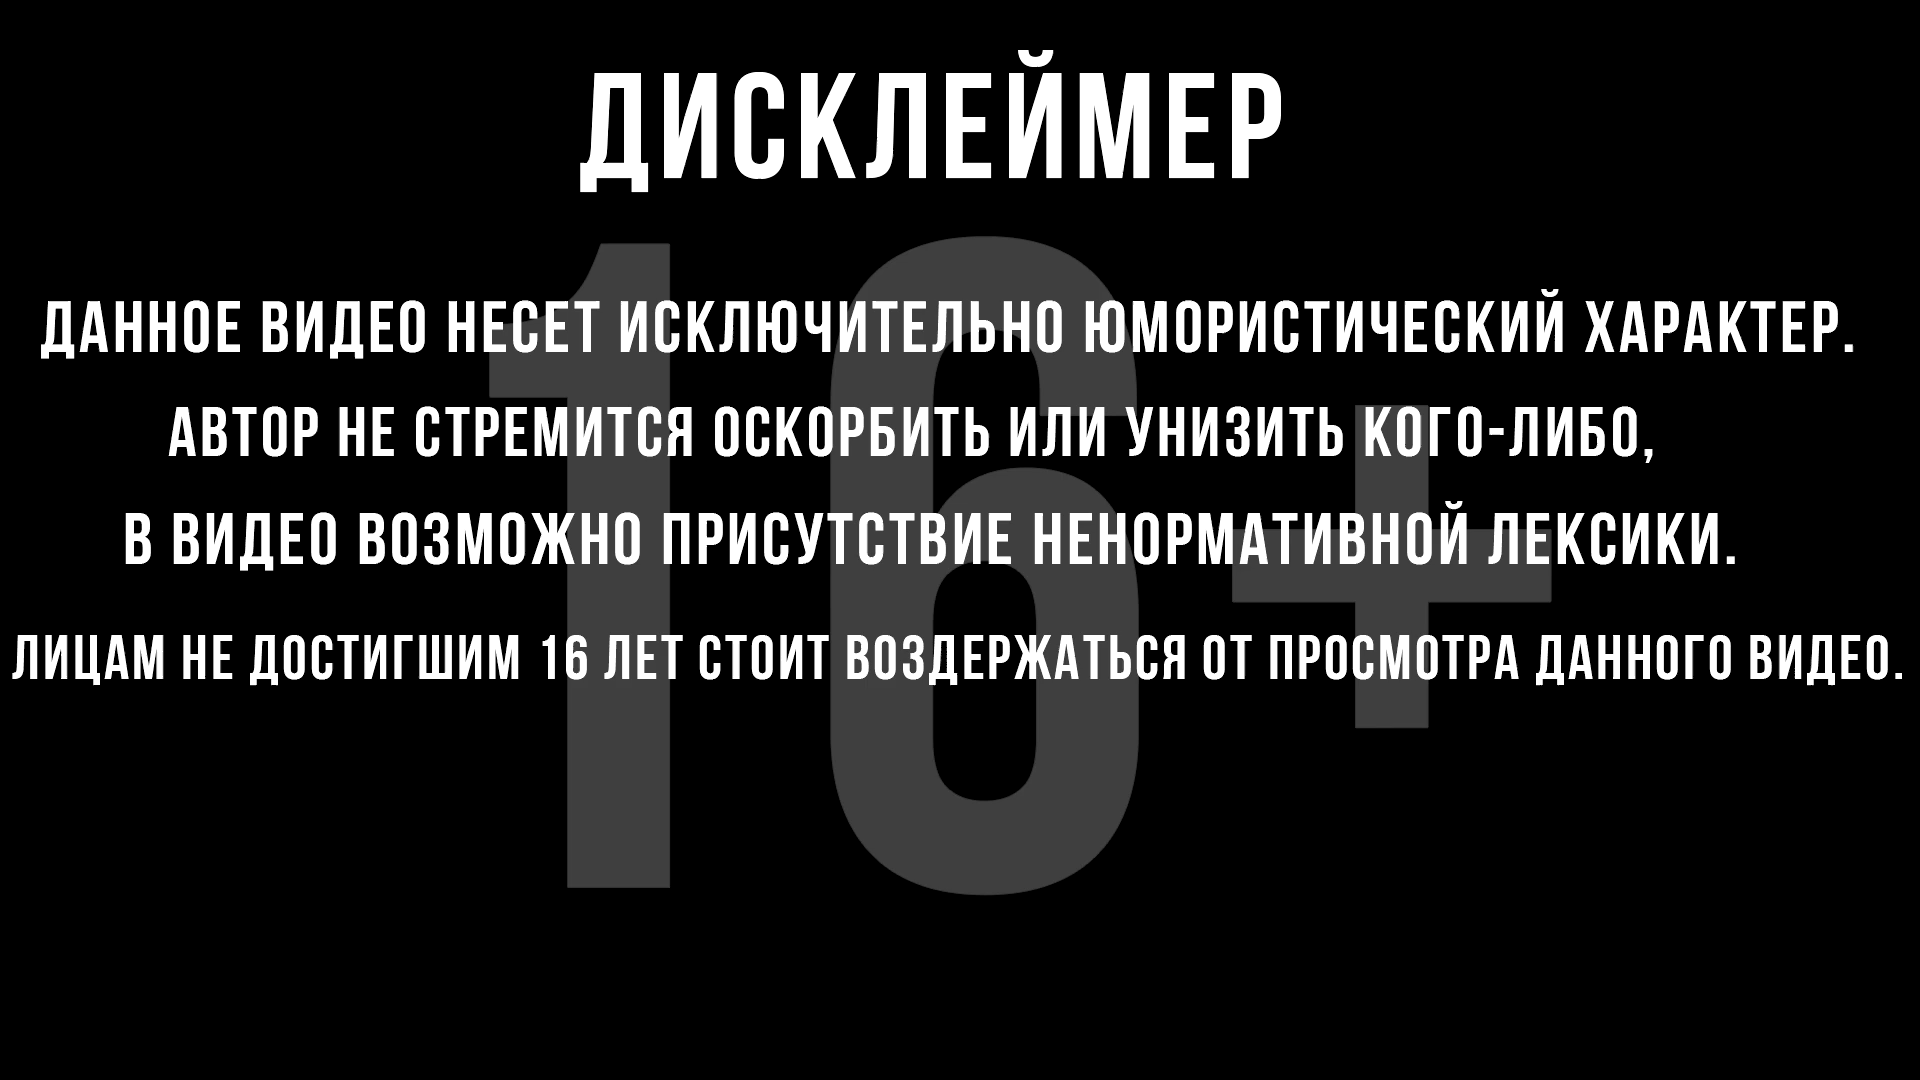 ДИСКЛЕЙМЕР
ДАННОЕ ВИДЕО НЕСЕТ ИСКЛЮЧИТЕЛЬНО ЮМОРИСТИЧЕСКИЙ ХАРАКТЕР.
АВТОР НЕ СТРЕМИТСЯ ОСКОРБИТЬ ИЛИ УНИЗИТЬ КОГО-ЛИБО,
В ВИДЕО ВОЗМОЖНО ПРИСУТСТВИЕ НЕНОРМАТИВНОЙ ЛЕКСИКИ.
ЛИЦАМ НЕ ДОСТИГШИМ 16 ЛЕТ СТОИТ ВОЗДЕРЖАТЬСЯ ОТ ПРОСМОТРА ДАННОГО ВИДЕО.
16+